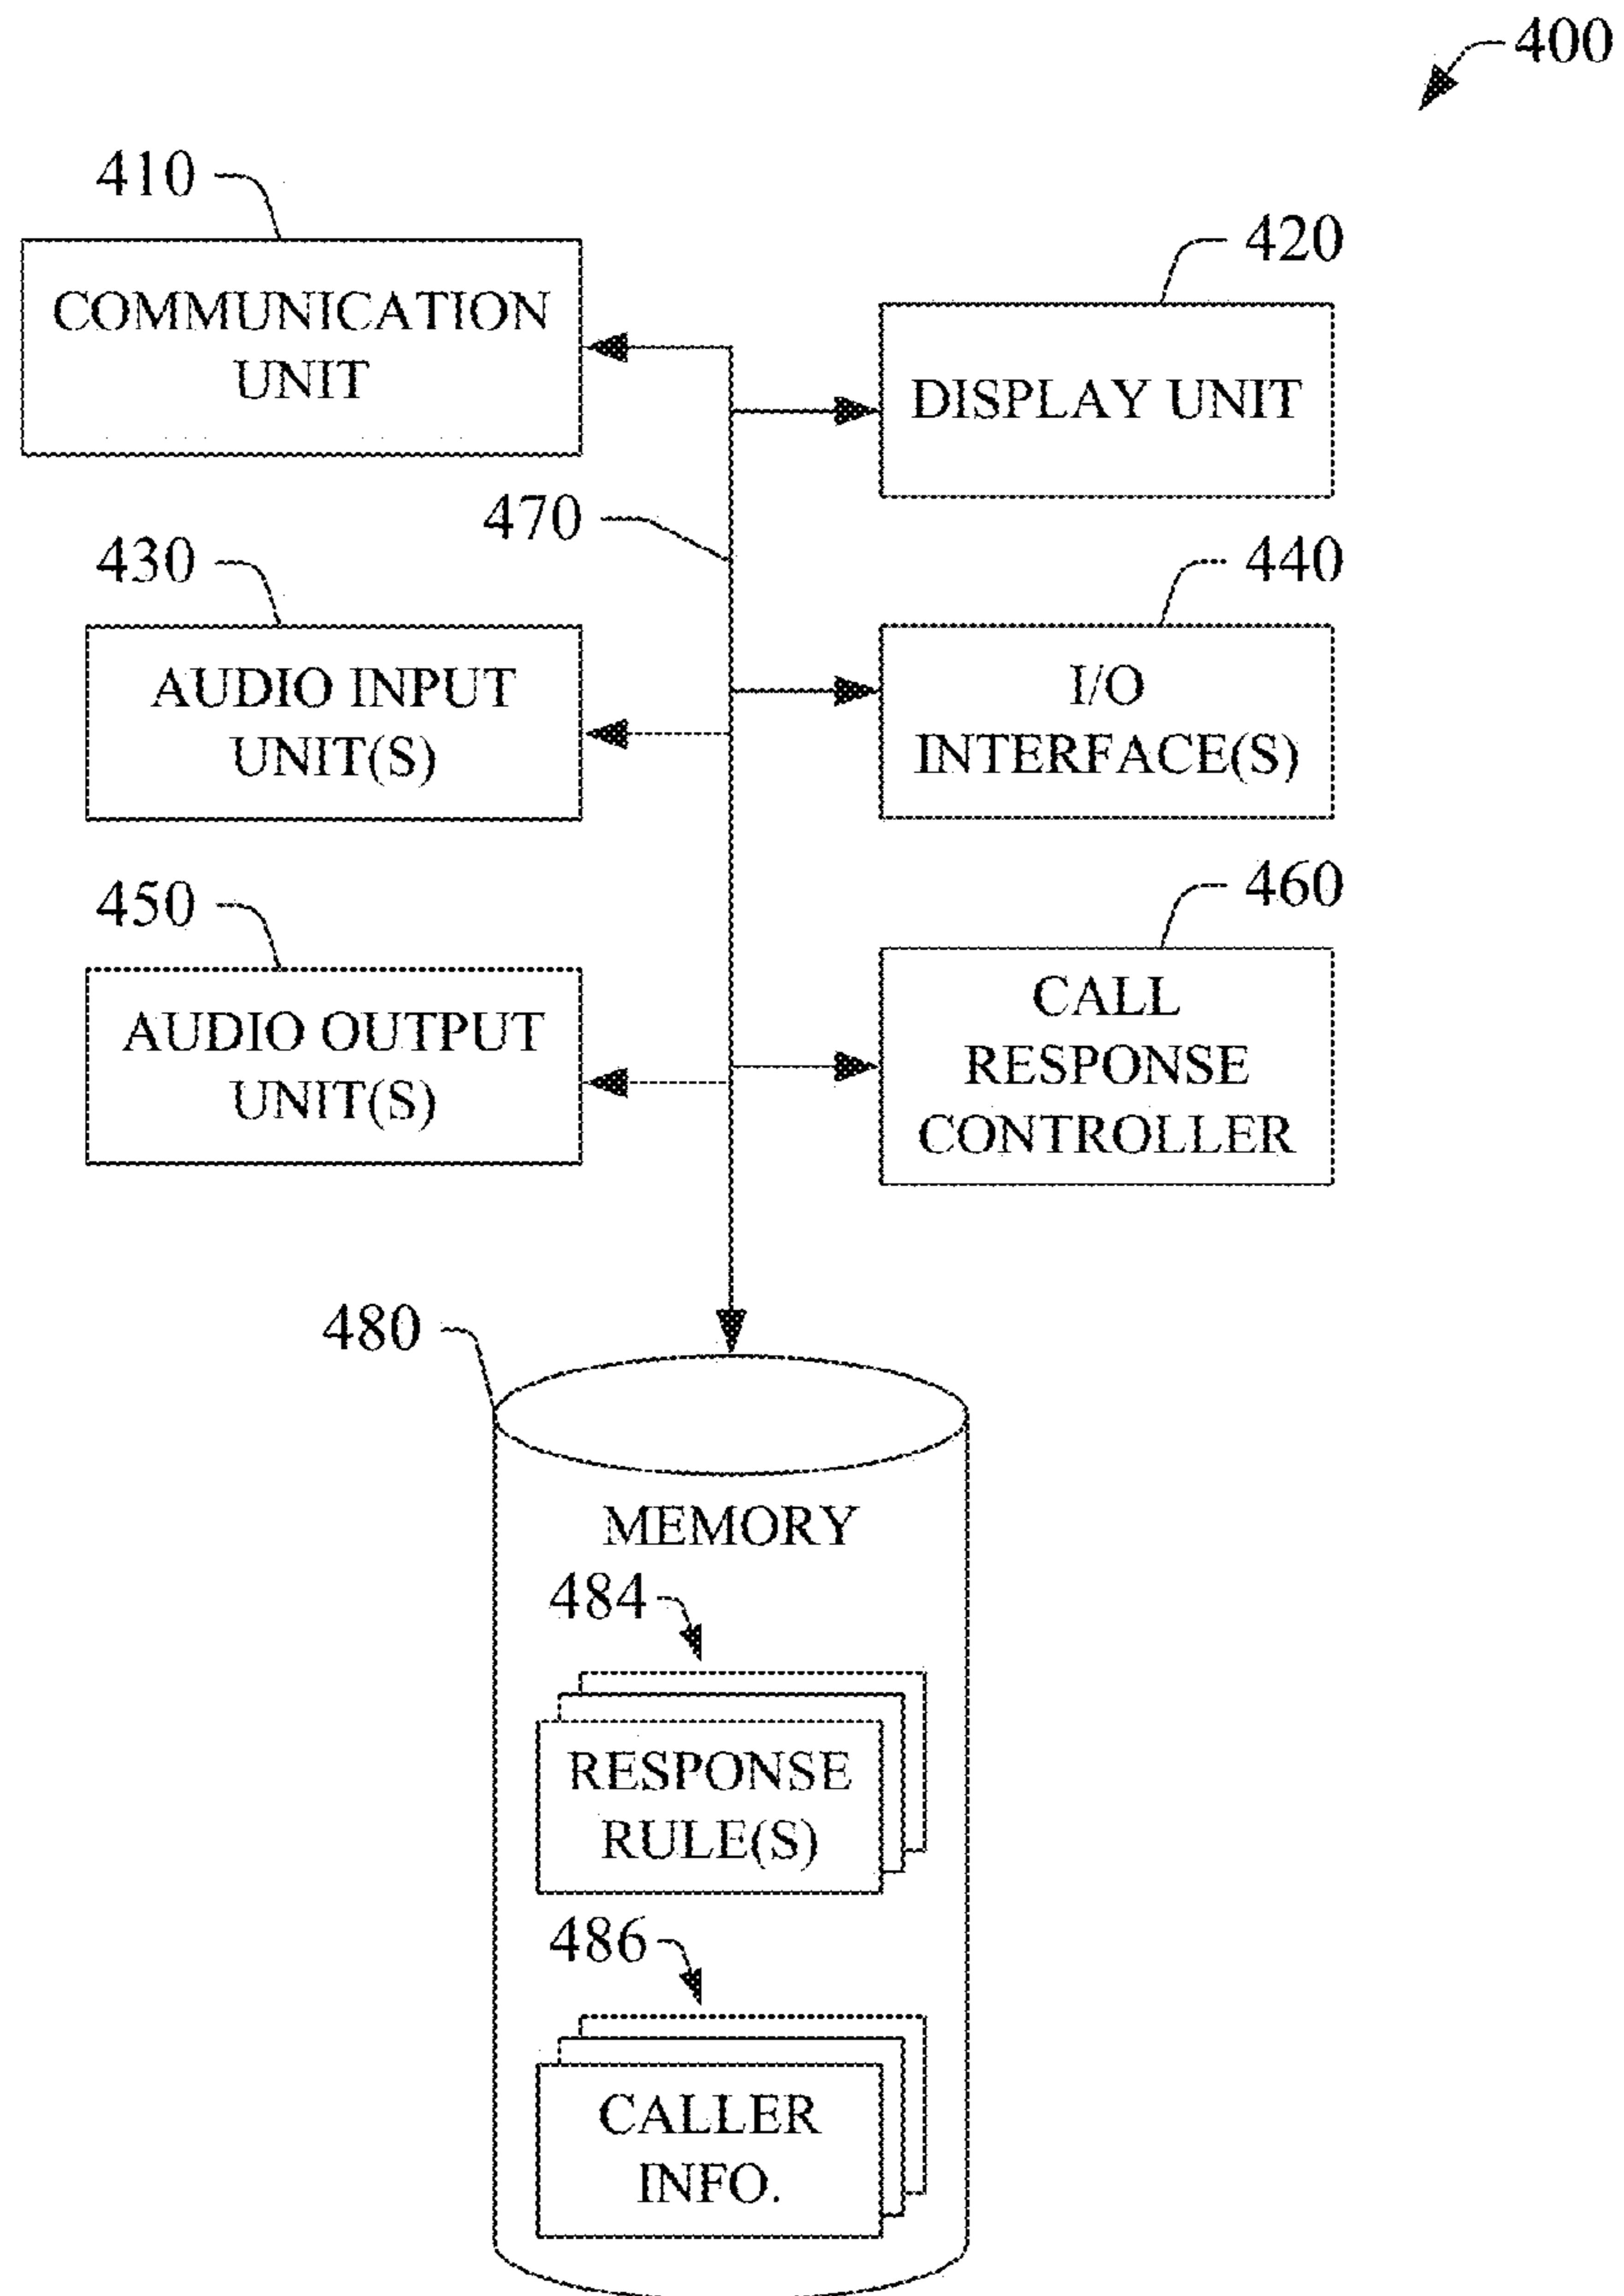 400
410
COMMUNICATION
UNIT
420
DISPLAY UNIT
470
430
AUDIO INPUT
UNIT(S)
440
I/O
INTERFACE(S)
450
AUDIO OUTPUT
UNIT(S)
460
CALL
RESPONSE
CONTROLLER
480
MEMORY
484
RESPONSE
RULE(S)
486
CALLER
INFO.